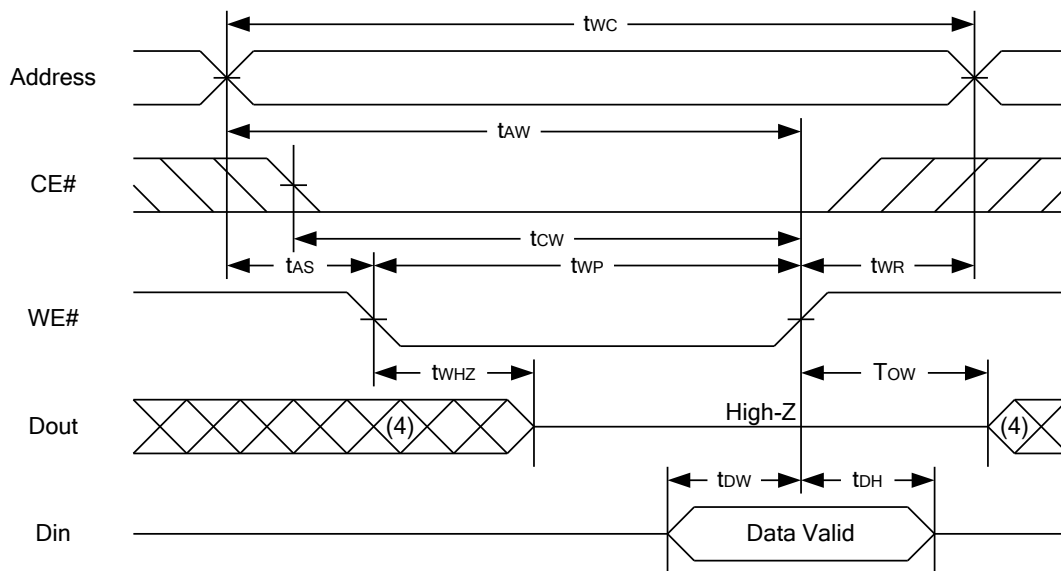 tWC
Address
tAW
CE#
tCW
tAS
tWP
tWR
WE#
tWHZ
TOW
High-Z
Dout
(4)
(4)
tDW
tDH
Din
Data Valid